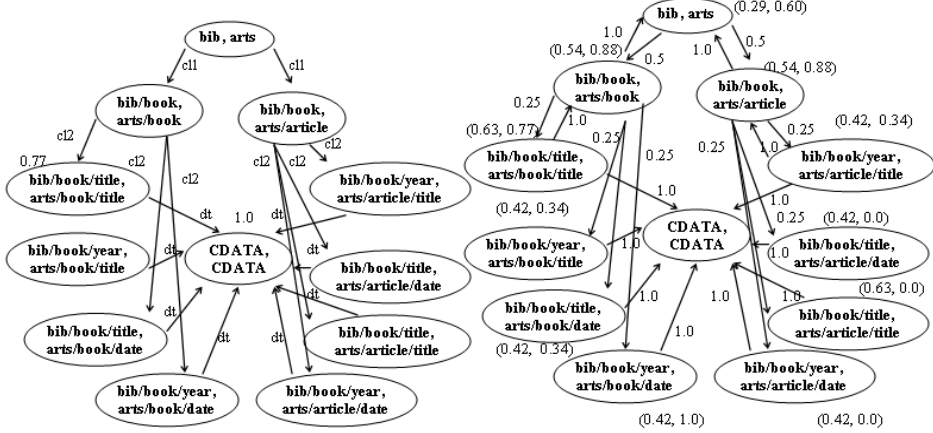 bib, arts
cl1
cl1
bib/book,
arts/book
bib/book,
arts/article
cl2
cl2
cl2
cl2
cl2
cl2
0.77
bib/book/title,
arts/book/title
bib/book/year,
arts/article/title
dt
1.0
dt
CDATA,
CDATA
bib/book/year,
arts/book/title
dt
dt
bib/book/title,
arts/article/date
dt
dt
bib/book/title,
arts/book/date
dt
dt
bib/book/title,
arts/article/title
bib/book/year,
arts/book/date
bib/book/year,
arts/article/date
bib, arts
(0.29, 0.60)
1.0
0.5
1.0
0.5
(0.54, 0.88)
(0.54, 0.88)
bib/book,
arts/book
bib/book,
arts/article
0.25
1.0
(0.63, 0.77)
0.25
0.25
0.25
0.25
1.0
(0.42, 0.34)
bib/book/title,
arts/book/title
bib/book/year,
arts/article/title
1.0
1.0
(0.42, 0.34)
0.25
(0.42, 0.0)
CDATA,
CDATA
bib/book/year,
arts/book/title
1.0
1.0
bib/book/title,
arts/article/date
(0.63, 0.0)
bib/book/title,
arts/book/date
1.0
1.0
1.0
bib/book/title,
arts/article/title
(0.42, 0.34)
1.0
bib/book/year,
arts/book/date
bib/book/year,
arts/article/date
(0.42, 1.0)
(0.42, 0.0)